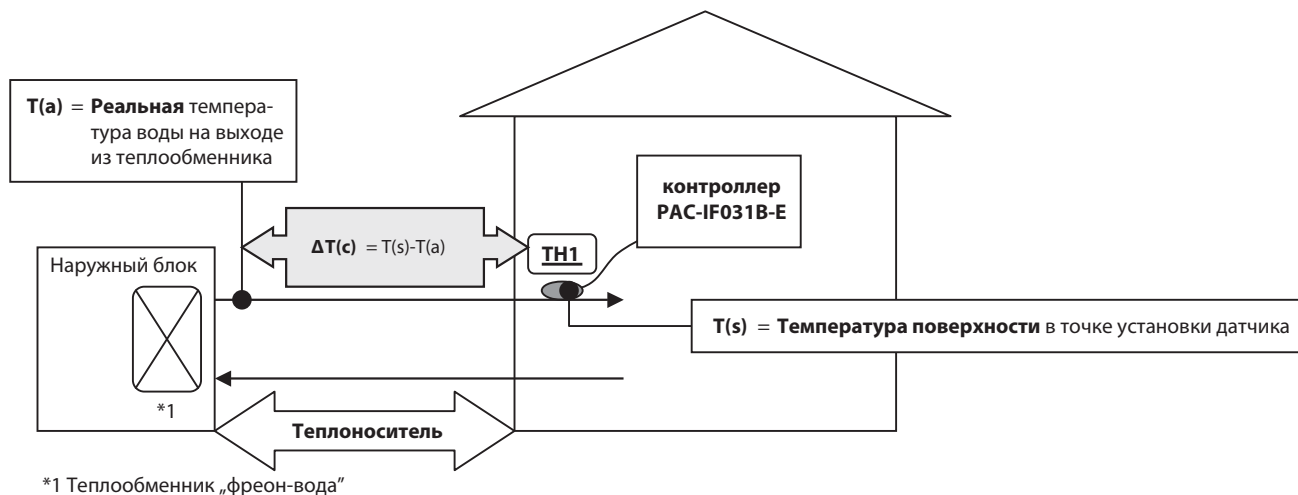 T(a) = Реальная темпера-
тура воды на выходе
из теплообменника
контроллер
PAC-IF031B-E
ΔT(c) = T(s)-T(a)
TH1
Наружный блок
T(s) = Температура поверхности в точке установки датчика
*1
Теплоноситель
*1 Теплообменник „фреон-вода”